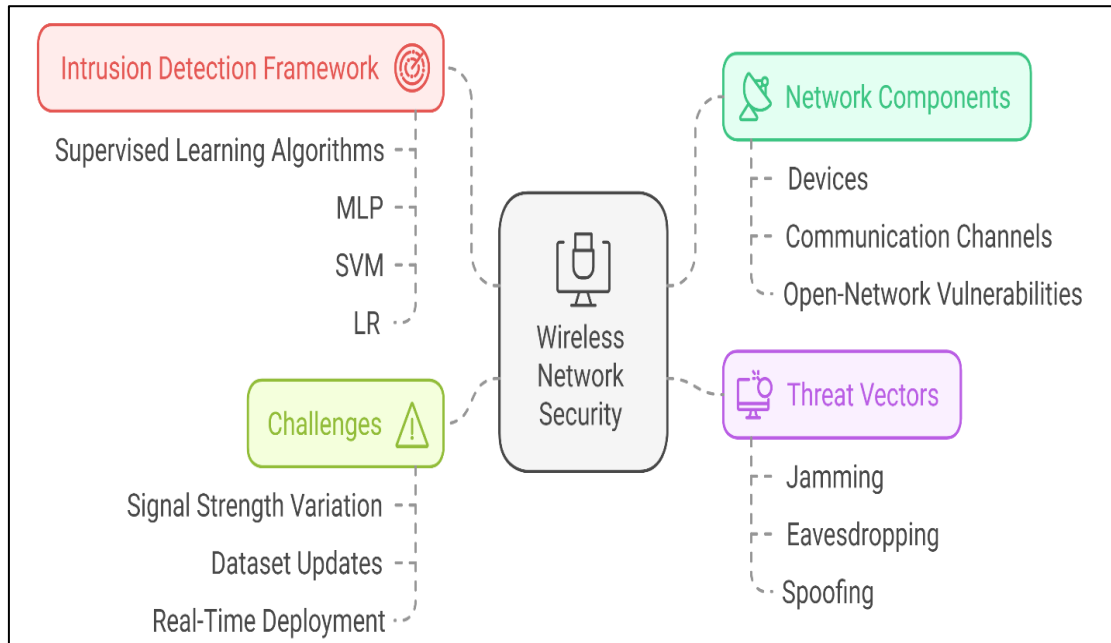 Intrusion Detection Framework
Supervised Learning Algorithms
MLP
SVM
LR
Challenges
Signal Strength Variation
Dataset Updates
Real-Time Deployment
Wireless
Network
Security
Network Components
Devices
Communication Channels
Open-Network Vulnerabilities
Threat Vectors
Jamming
Eavesdropping
Spoofing